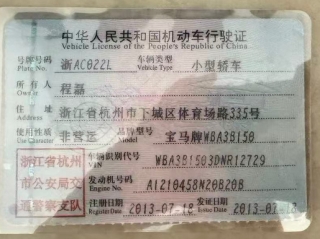 中华人民共和国机动车行驶证
Vehicle License of the People's Republic of China
号牌号码 浙AC022L 车辆类型 小型轿车
Plate No. Vehicle Type
所有人 程磊
Owner
住址 浙江省杭州市下城区体育场路335号
Address
使用性质 非营运 品牌型号 宝马牌WBA3B150
Use Character Model
浙江省杭州市公安局交通警察支队
车辆识别代号 WBA3B1503DNR12729
VIN
发动机号码 A1210458N20B20B
Engine No.
注册日期 2013-07-18 发证日期 2013-07-18
Register Date Issue Date